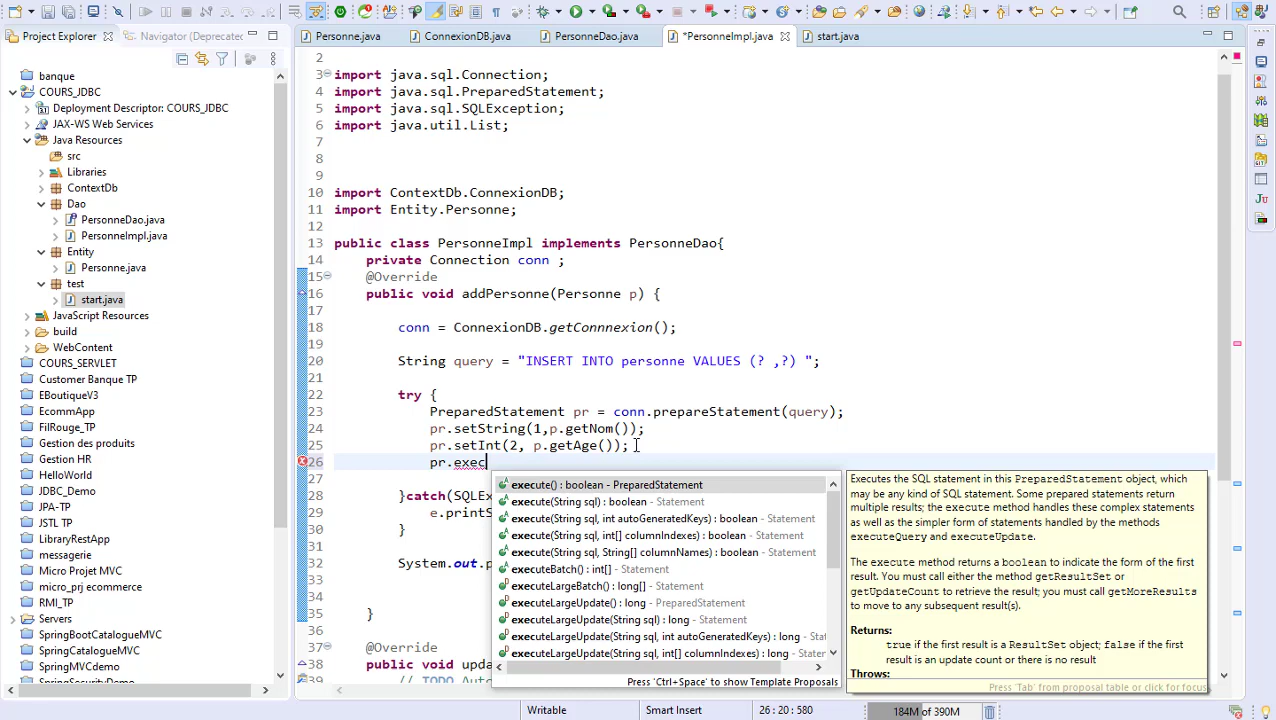 Project Explorer
Navigator (Deprecated
Personne.java
ConnexionDB.java
PersonneDao.java
*PersonneImpl.java
start.java
banque
COURS_JDBC
Deployment Descriptor: COURS_JDBC
JAX-WS Web Services
Java Resources
src
Libraries
ContextDb
Dao
PersonneDao.java
PersonneImpl.java
Entity
Personne.java
test
start.java
JavaScript Resources
build
WebContent
COURS_SERVLET
Customer Banque TP
EBoutiqueV3
EcommApp
FilRouge_TP
Gestion des produits
Gestion HR
HelloWorld
JDBC_Demo
JPA-TP
JSTL TP
LibraryRestApp
messagerie
Micro Projet MVC
micro_prj ecommerce
RMI_TP
Servers
SpringBootCatalogueMVC
SpringCatalogueMVC
SpringMVCdemo
SpringSecurityDemo
2
3 import java.sql.Connection;
4 import java.sql.PreparedStatement;
5 import java.sql.SQLException;
6 import java.util.List;
7
8
9
10 import ContextDb.ConnexionDB;
11 import Entity.Personne;
12
13 public class PersonneImpl implements PersonneDao{
14 private Connection conn ;
15 @Override
16 public void addPersonne(Personne p) {
17
18 conn = ConnexionDB.getConnnexion();
19
20 String query = "INSERT INTO personne VALUES (? ,?) ";
21
22 try {
23 PreparedStatement pr = conn.prepareStatement(query);
24 pr.setString(1,p.getNom());
25 pr.setInt(2, p.getAge());
26 pr.exec
27
28 }catch(SQLEx
29 e.printS
30 }
31
32 System.out.p
33
34
35 }
36
37 @Override
38 public void upda
39 // TODO Auto
execute() : boolean - PreparedStatement
execute(String sql) : boolean - Statement
execute(String sql, int autoGeneratedKeys) : boolean - Statement
execute(String sql, int[] columnIndexes) : boolean - Statement
execute(String sql, String[] columnNames) : boolean - Statement
executeBatch() : int[] - Statement
executeLargeBatch() : long[] - Statement
executeLargeUpdate() : long - PreparedStatement
executeLargeUpdate(String sql) : long - Statement
executeLargeUpdate(String sql, int autoGeneratedKeys) : long - Statu
executeLargeUpdate(String sql, int[] columnIndexes) : long - Statem
Press 'Ctrl+Space' to show Template Proposals
Executes the SQL statement in this PreparedStatement object, which
may be any kind of SQL statement. Some prepared statements return
multiple results; the execute method handles these complex statements
as well as the simpler form of statements handled by the methods
executeQuery and executeUpdate.
The execute method returns a boolean to indicate the form of the first
result. You must call either the method getResultSet or
getUpdateCount to retrieve the result; you must call getMoreResults
to move to any subsequent result(s).
Returns:
true if the first result is a ResultSet object; false if the first
result is an update count or there is no result
Throws:
Press 'Tab' from proposal table or click for focus
Writable
Smart Insert
26 : 20 : 580
184M of 390M